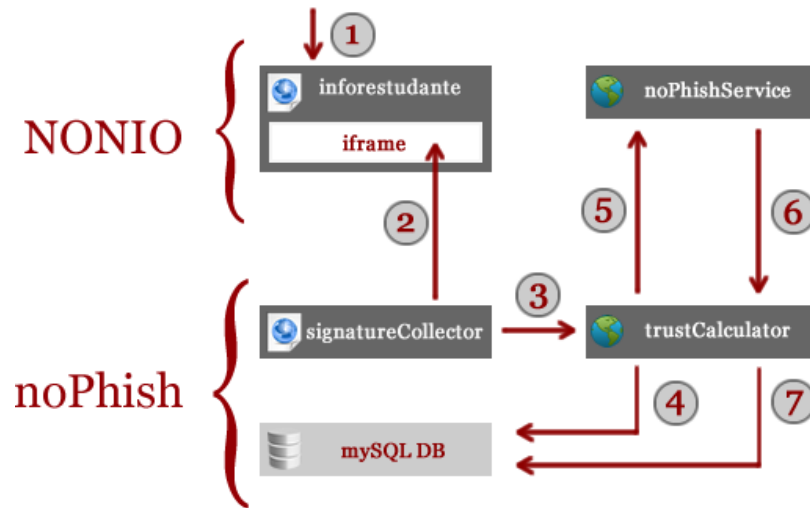 1
inforestudante
noPhishService
NONIO
iframe
2
5
6
3
signatureCollector
trustCalculator
noPhish
4
7
mySQL DB